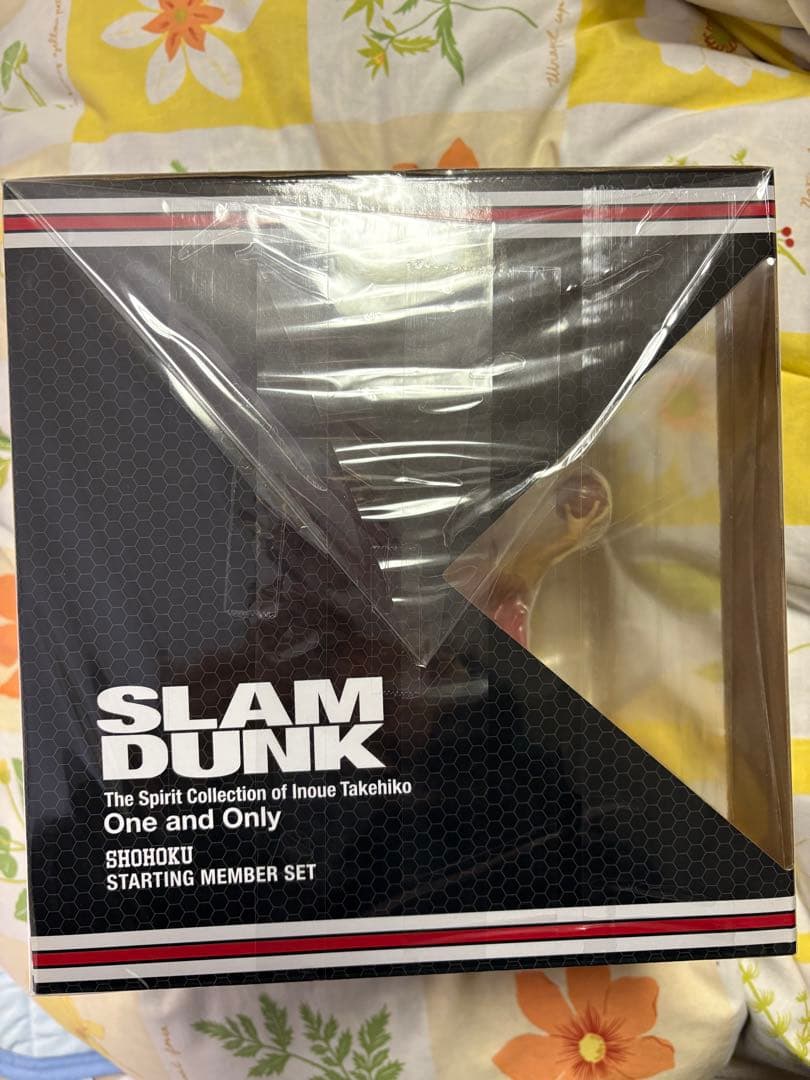 SLAM
DUNK
The Spirit Collection of Inoue Takehiko
One and Only
SHOHOKU
STARTING MEMBER SET